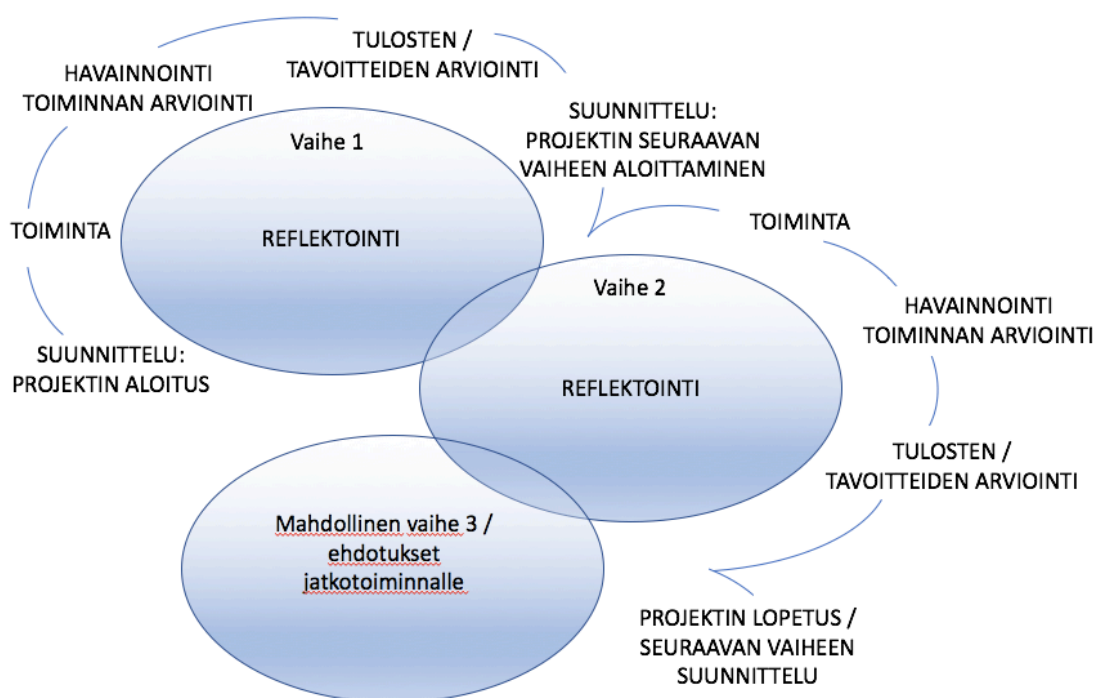 TULOSTEN /
TAVOITTEIDEN ARVIOINTI
HAVAINNOINTI
TOIMINNAN ARVIOINTI
SUUNNITTELU:
PROJEKTIN SEURAAVAN
VAIHEEN ALOITTAMINEN
Vaihe 1
REFLEKTOINTI
TOIMINTA
SUUNNITTELU:
PROJEKTIN ALOITUS
TOIMINTA
Vaihe 2
REFLEKTOINTI
HAVAINNOINTI
TOIMINNAN ARVIOINTI
TULOSTEN /
TAVOITTEIDEN ARVIOINTI
Mahdollinen vaihe 3 /
ehdotukset
jatkotoiminnalle
PROJEKTIN LOPETUS /
SEURAAVAN VAIHEEN
SUUNNITTELU